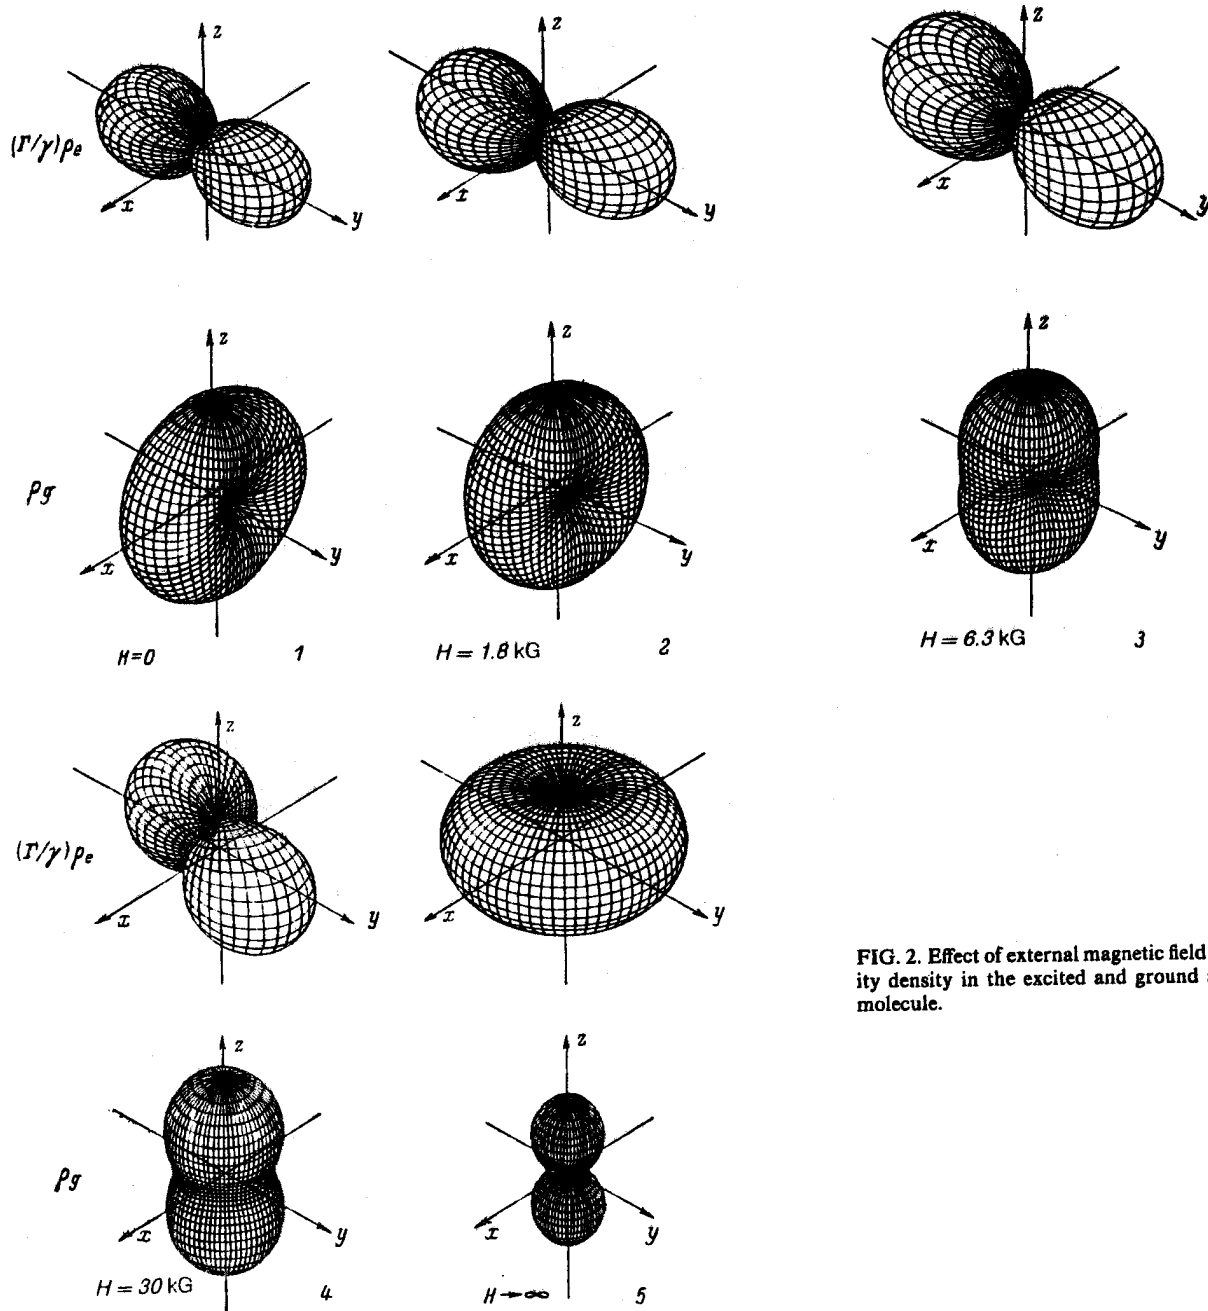 z z z
(Γ/γ)ρe
x y x y x y
z z z
ρg
x y x y x y
H=0 1 H = 1.8 kG 2 H = 6.3 kG 3
z z
(Γ/γ)ρe
x y x y
FIG. 2. Effect of external magnetic field
ity density in the excited and ground
molecule.
z z
ρg
x y x y
H = 30 kG 4 H → ∞ 5